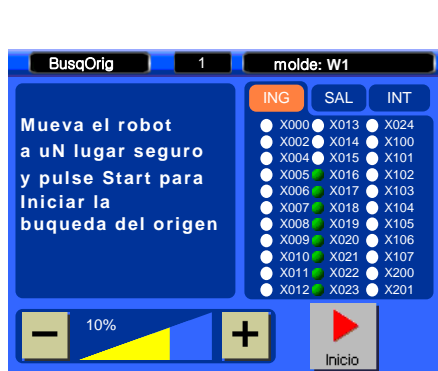 BusqOrig 1 molde: W1
ING SAL INT
Mueva el robot
a uN lugar seguro
y pulse Start para
Iniciar la
buqueda del origen
X000 X013 X024
X002 X014 X100
X004 X015 X101
X005 X016 X102
X006 X017 X103
X007 X018 X104
X008 X019 X105
X009 X020 X106
X010 X021 X107
X011 X022 X200
X012 X023 X201
10%
Inicio